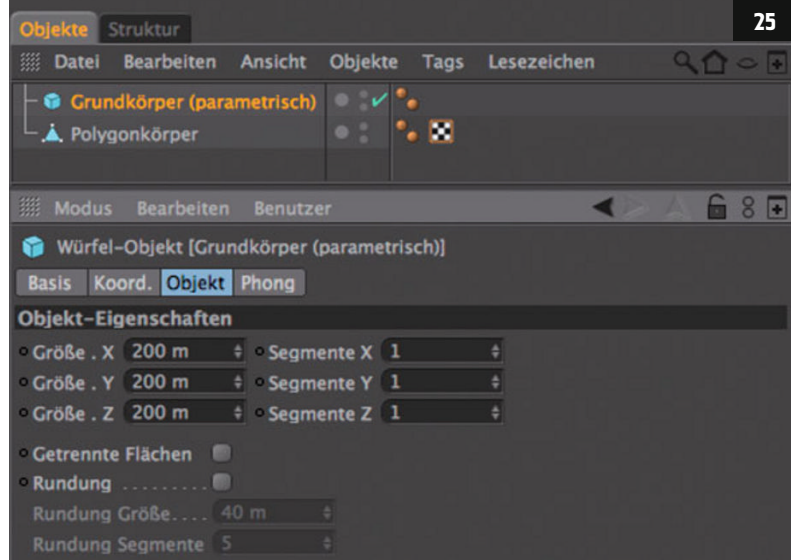 25
Objekte Struktur
Datei Bearbeiten Ansicht Objekte Tags Lesezeichen
Grundkörper (parametrisch)
Polygonkörper
Modus Bearbeiten Benutzer
Würfel-Objekt [Grundkörper (parametrisch)]
Basis Koord. Objekt Phong
Objekt-Eigenschaften
Größe . X 200 m Segmente X 1
Größe . Y 200 m Segmente Y 1
Größe . Z 200 m Segmente Z 1
Getrennte Flächen
Rundung .........
Rundung Größe.... 40 m
Rundung Segmente 5